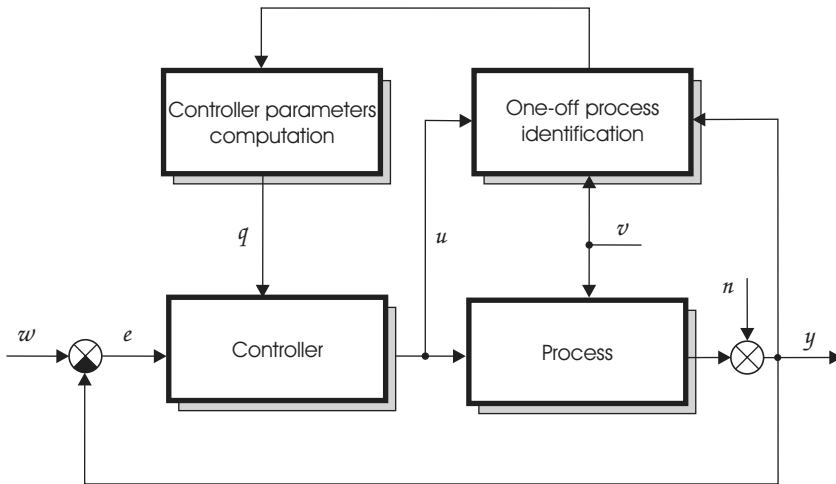 Controller parameters
computation
One-off process
identification
q
u
v
n
w
e
Controller
Process
y